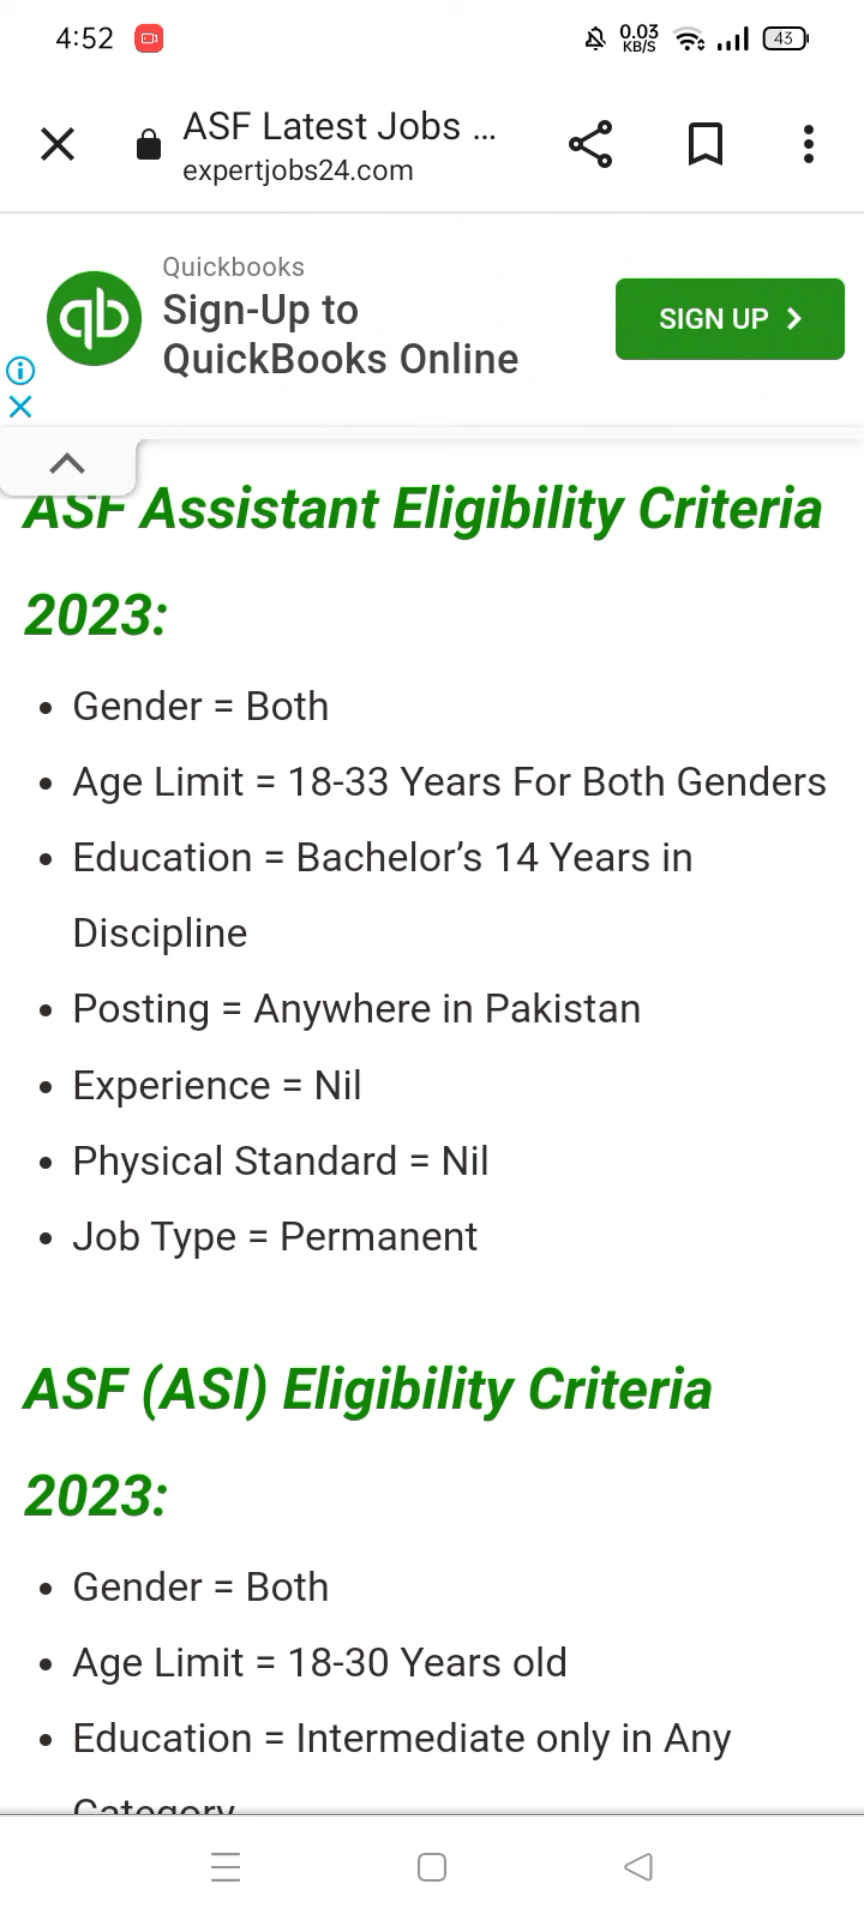 4:52
0.03
KB/S
43
ASF Latest Jobs ...
expertjobs24.com
Quickbooks
qb
Sign-Up to
QuickBooks Online
SIGN UP
ASF Assistant Eligibility Criteria
2023:
• Gender = Both
• Age Limit = 18-33 Years For Both Genders
• Education = Bachelor’s 14 Years in
Discipline
• Posting = Anywhere in Pakistan
• Experience = Nil
• Physical Standard = Nil
• Job Type = Permanent
ASF (ASI) Eligibility Criteria
2023:
• Gender = Both
• Age Limit = 18-30 Years old
• Education = Intermediate only in Any
Category